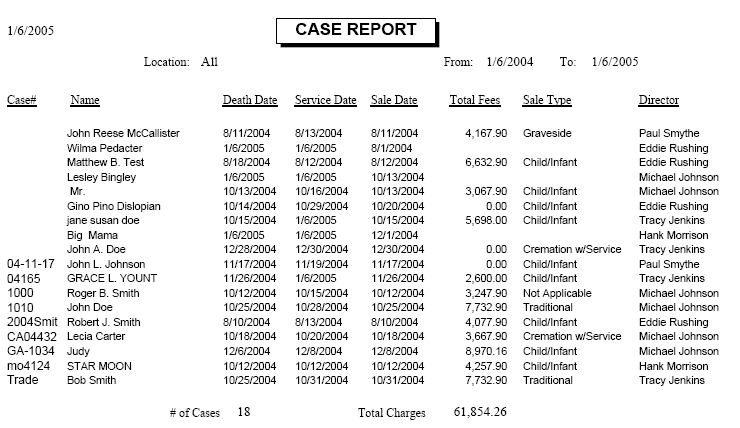 CASE REPORT
1/6/2005
Location: All From: 1/6/2004 To: 1/6/2005
Case# Name Death Date Service Date Sale Date Total Fees Sale Type Director
John Reese McCallister 8/11/2004 8/13/2004 8/11/2004 4,167.90 Graveside Paul Smythe
Wilma Pedacter 1/6/2005 1/6/2005 8/1/2004 Eddie Rushing
Matthew B. Test 8/18/2004 8/12/2004 8/12/2004 6,632.90 Child/Infant Eddie Rushing
Lesley Bingley 1/6/2005 1/6/2005 10/13/2004 Michael Johnson
Mr. 10/13/2004 10/16/2004 10/13/2004 3,067.90 Child/Infant Michael Johnson
Gino Pino Dislopian 10/14/2004 10/29/2004 10/20/2004 0.00 Child/Infant Eddie Rushing
jane susan doe 10/15/2004 1/6/2005 10/15/2004 5,698.00 Child/Infant Tracy Jenkins
Big Mama 1/6/2005 1/6/2005 12/1/2004 Hank Morrison
John A. Doe 12/28/2004 12/30/2004 12/30/2004 0.00 Cremation w/Service Tracy Jenkins
04-11-17 John L. Johnson 11/17/2004 11/19/2004 11/17/2004 0.00 Child/Infant Paul Smythe
04165 GRACE L. YOUNT 11/26/2004 1/6/2005 11/26/2004 2,600.00 Child/Infant Tracy Jenkins
1000 Roger B. Smith 10/12/2004 10/15/2004 10/12/2004 3,247.90 Not Applicable Michael Johnson
1010 John Doe 10/25/2004 10/28/2004 10/25/2004 7,732.90 Traditional Michael Johnson
2004Smit Robert J. Smith 8/10/2004 8/13/2004 8/10/2004 4,077.90 Child/Infant Eddie Rushing
CA04432 Lecia Carter 10/18/2004 10/20/2004 10/18/2004 3,667.90 Cremation w/Service Michael Johnson
GA-1034 Judy 12/6/2004 12/8/2004 12/8/2004 8,970.16 Child/Infant Michael Johnson
mo4124 STAR MOON 10/12/2004 10/12/2004 10/12/2004 4,257.90 Child/Infant Hank Morrison
Trade Bob Smith 10/25/2004 10/31/2004 10/31/2004 7,732.90 Traditional Tracy Jenkins
# of Cases 18 Total Charges 61,854.26